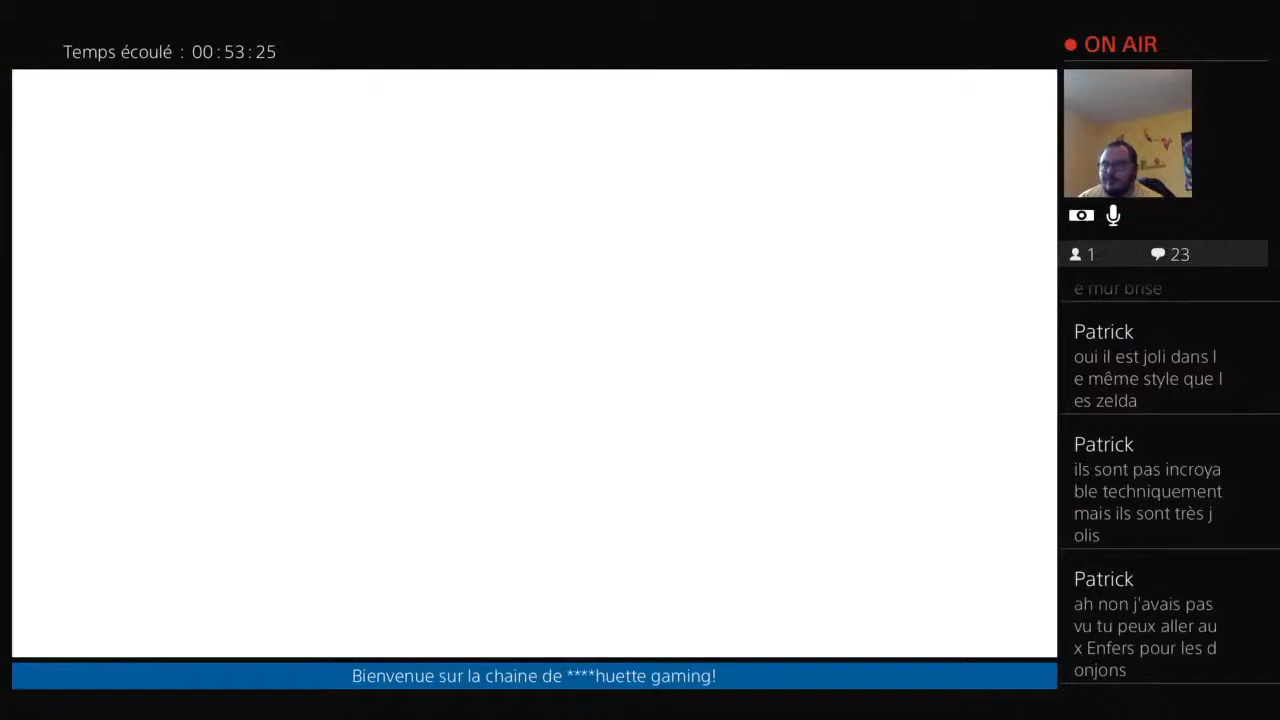 Temps écoulé : 00:53:25
ON AIR
1 23
e mur brise
Patrick
oui il est joli dans l
e même style que l
es zelda
Patrick
ils sont pas incroya
ble techniquement
mais ils sont très j
olis
Patrick
ah non j'avais pas
vu tu peux aller au
x Enfers pour les d
onjons
Bienvenue sur la chaine de ****huette gaming!